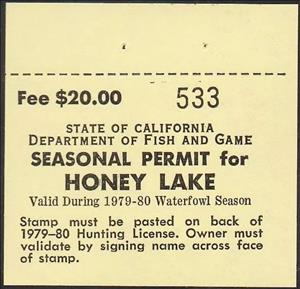 Fee $20.00 533
STATE OF CALIFORNIA
DEPARTMENT OF FISH AND GAME
SEASONAL PERMIT for
HONEY LAKE
Valid During 1979-80 Waterfowl Season
Stamp must be pasted on back of
1979-80 Hunting License. Owner must
validate by signing name across face
of stamp.